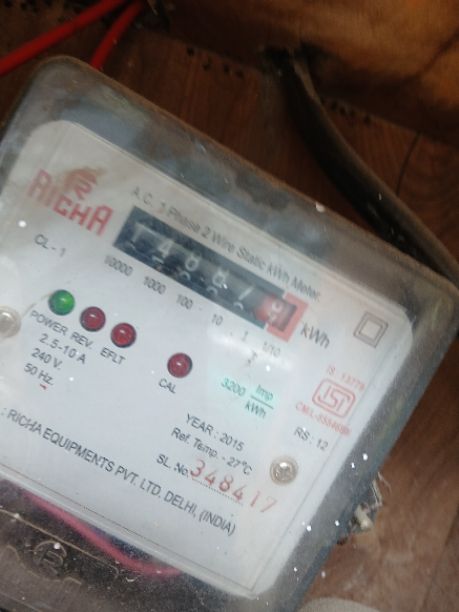 RICHA
A.C. 1 Phase 2 Wire Static kWh Meter
kWh
10000 1000 100 10 1 1/10
CL-1
POWER REV. EFLT
CAL
2.5-10 A
240 V.
50 Hz.
3200 Imp/kWh
IS 13779
RS : 12
YEAR : 2015
Ref. Temp. - 27°C
SL. No. 348417
: RICHA EQUIPMENTS PVT. LTD. DELHI, (INDIA)